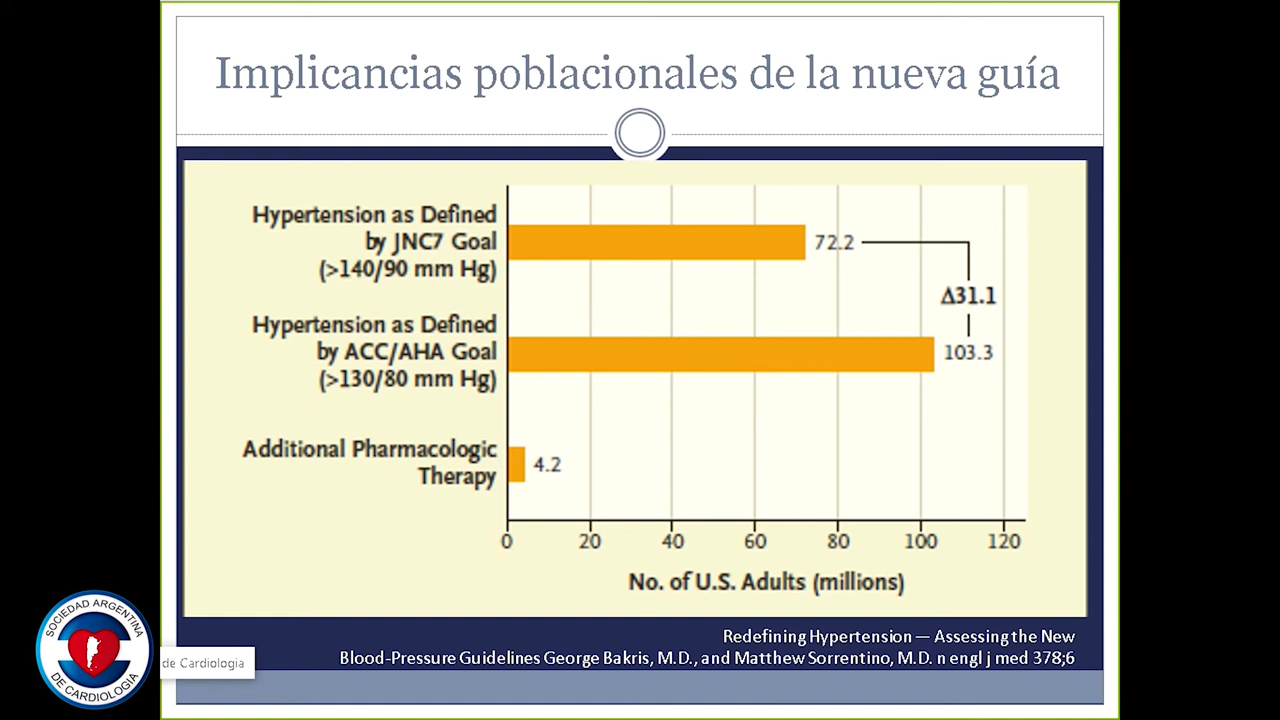 Implicancias poblacionales de la nueva guía
Hypertension as Defined
by JNC7 Goal
(>140/90 mm Hg)
72.2
Δ31.1
Hypertension as Defined
by ACC/AHA Goal
(>130/80 mm Hg)
103.3
Additional Pharmacologic
Therapy
4.2
0 20 40 60 80 100 120
No. of U.S. Adults (millions)
Redefining Hypertension — Assessing the New
Blood-Pressure Guidelines George Bakris, M.D., and Matthew Sorrentino, M.D. n engl j med 378;6
SOCIEDAD ARGENTINA
DE CARDIOLOGIA
de Cardiologia